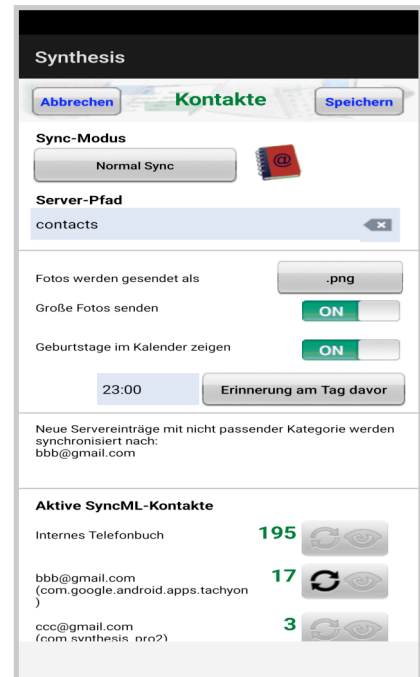 Synthesis
Abbrechen Kontakte Speichern
Sync-Modus
Normal Sync
@
Server-Pfad
contacts
Fotos werden gesendet als .png
Große Fotos senden ON
Geburtstage im Kalender zeigen ON
23:00 Erinnerung am Tag davor
Neue Servereinträge mit nicht passender Kategorie werden
synchronisiert nach:
bbb@gmail.com
Aktive SyncML-Kontakte
Internes Telefonbuch 195
bbb@gmail.com 17
(com.google.android.apps.tachyon
)
ccc@gmail.com 3
(com.synthesis_pro2)